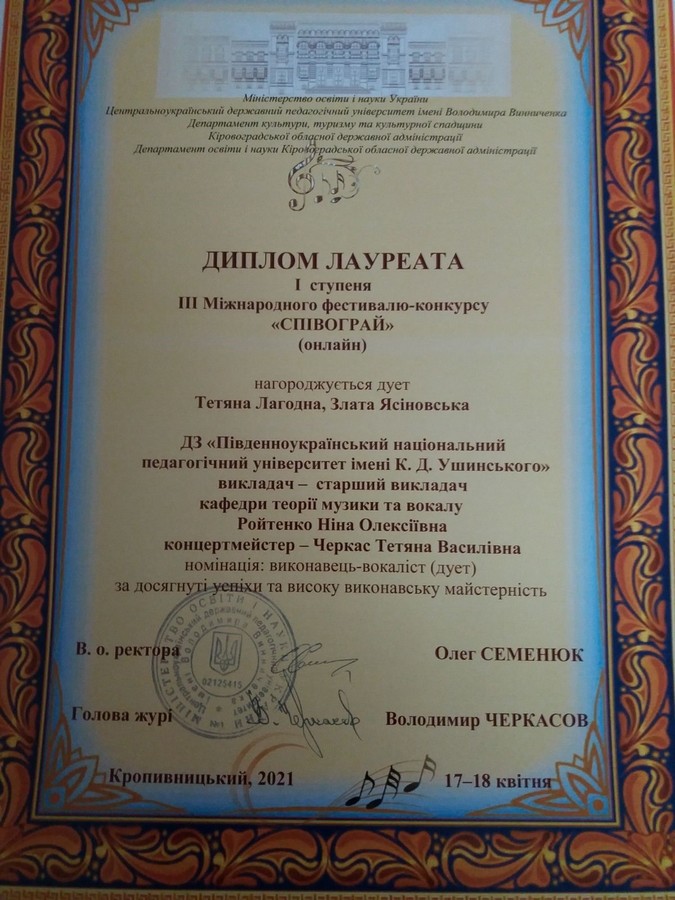 Міністерство освіти і науки України
Центральноукраїнський державний педагогічний університет імені Володимира Винниченка
Департамент культури, туризму та культурної спадщини
Кіровоградської обласної державної адміністрації
Департамент освіти і науки Кіровоградської обласної державної адміністрації
ДИПЛОМ ЛАУРЕАТА
І ступеня
ІІІ Міжнародного фестивалю-конкурсу
«СПІВОГРАЙ»
(онлайн)
нагороджується дует
Тетяна Лагодна, Злата Ясіновська
ДЗ «Південноукраїнський національний
педагогічний університет імені К. Д. Ушинського»
викладач – старший викладач
кафедри теорії музики та вокалу
Ройтенко Ніна Олексіївна
концертмейстер – Черкас Тетяна Василівна
номінація: виконавець-вокаліст (дует)
за досягнуті успіхи та високу виконавську майстерність
В. о. ректора
Олег СЕМЕНЮК
МІНІСТЕРСТВО ОСВІТИ І НАУКИ
02125415
Голова журі
Володимир ЧЕРКАСОВ
Кропивницький, 2021
17–18 квітня